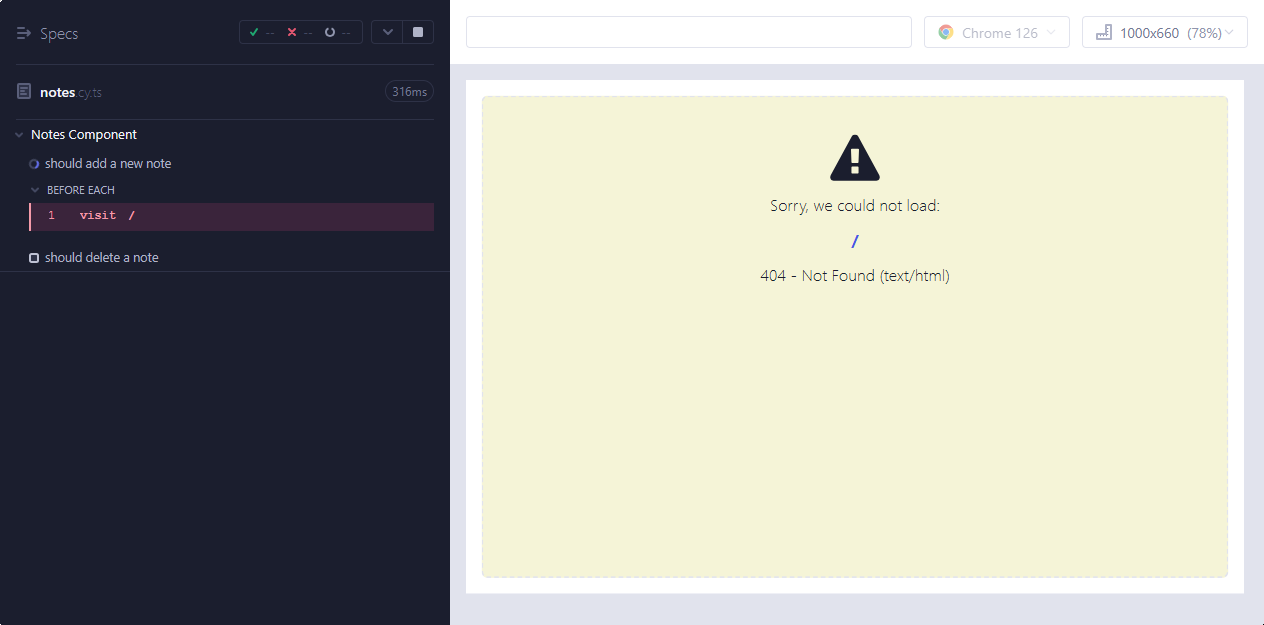 Specs
-- -- --
notes.cy.ts
316ms
Notes Component
should add a new note
BEFORE EACH
1 visit /
should delete a note
Chrome 126
1000x660 (78%)
Sorry, we could not load:
/
404 - Not Found (text/html)